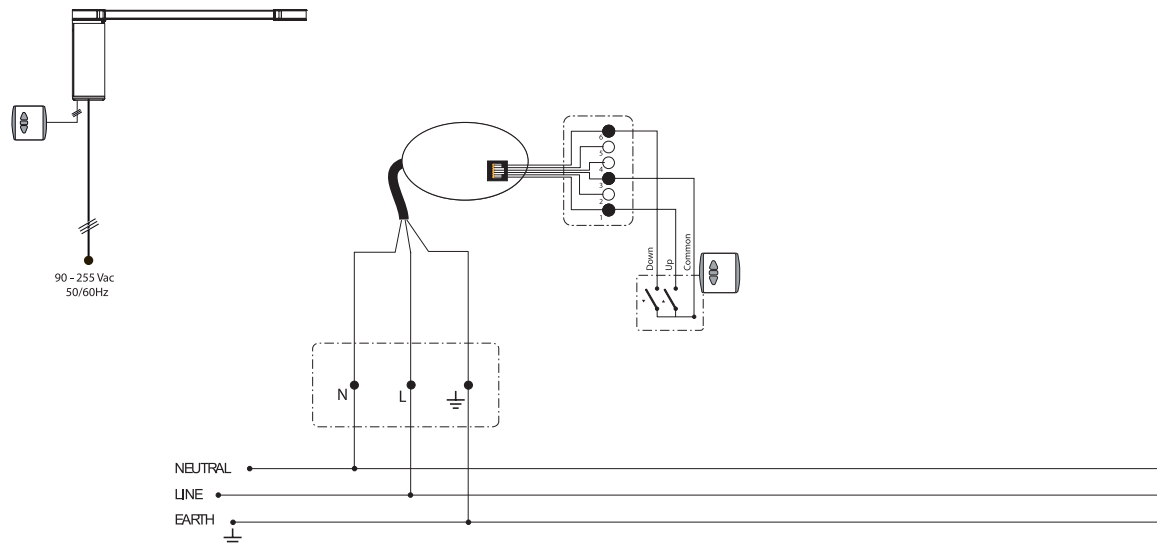 90 - 255 Vac
50/60Hz
6
5
4
3
2
1
Down
Up
Common
N
L
NEUTRAL
LINE
EARTH